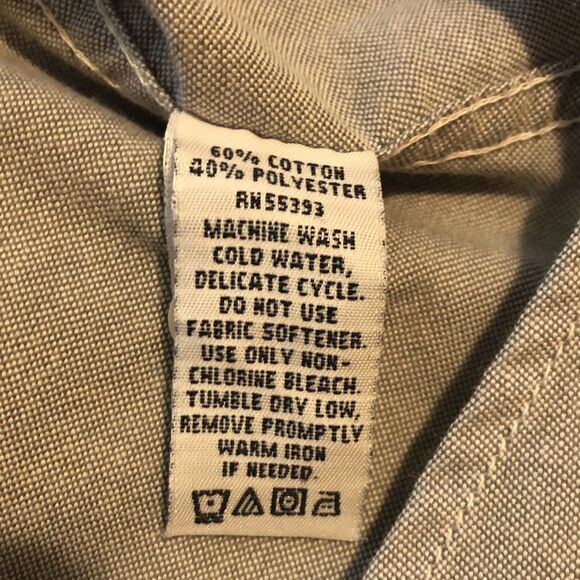 60% COTTON
40% POLYESTER
RN55393
MACHINE WASH
COLD WATER,
DELICATE CYCLE.
DO NOT USE
FABRIC SOFTENER.
USE ONLY NON-
CHLORINE BLEACH.
TUMBLE DRY LOW,
REMOVE PROMPTLY
WARM IRON
IF NEEDED.